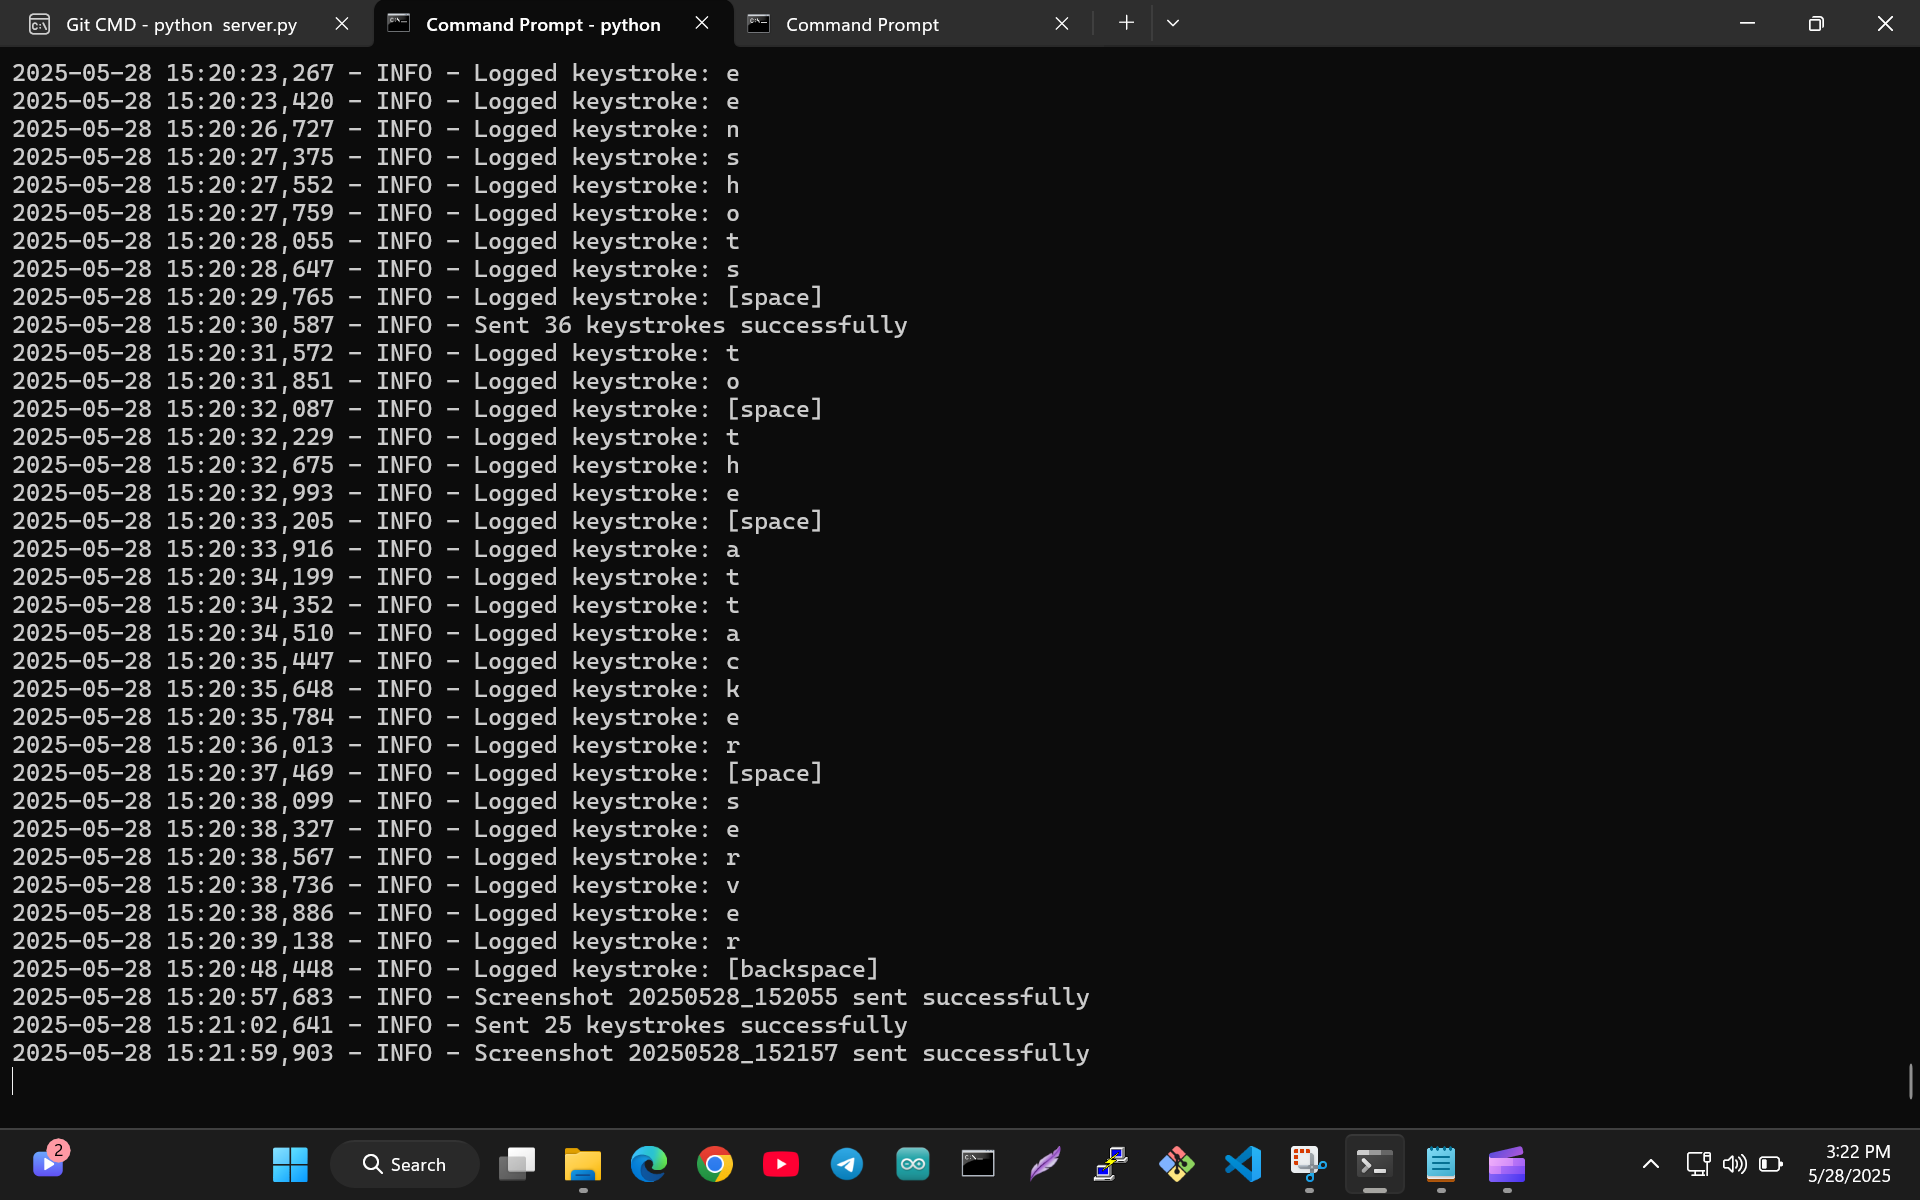 Git CMD - python  server.py
Command Prompt - python
Command Prompt
2025-05-28 15:20:23,267 - INFO - Logged keystroke: e
2025-05-28 15:20:23,420 - INFO - Logged keystroke: e
2025-05-28 15:20:26,727 - INFO - Logged keystroke: n
2025-05-28 15:20:27,375 - INFO - Logged keystroke: s
2025-05-28 15:20:27,552 - INFO - Logged keystroke: h
2025-05-28 15:20:27,759 - INFO - Logged keystroke: o
2025-05-28 15:20:28,055 - INFO - Logged keystroke: t
2025-05-28 15:20:28,647 - INFO - Logged keystroke: s
2025-05-28 15:20:29,765 - INFO - Logged keystroke: [space]
2025-05-28 15:20:30,587 - INFO - Sent 36 keystrokes successfully
2025-05-28 15:20:31,572 - INFO - Logged keystroke: t
2025-05-28 15:20:31,851 - INFO - Logged keystroke: o
2025-05-28 15:20:32,087 - INFO - Logged keystroke: [space]
2025-05-28 15:20:32,229 - INFO - Logged keystroke: t
2025-05-28 15:20:32,675 - INFO - Logged keystroke: h
2025-05-28 15:20:32,993 - INFO - Logged keystroke: e
2025-05-28 15:20:33,205 - INFO - Logged keystroke: [space]
2025-05-28 15:20:33,916 - INFO - Logged keystroke: a
2025-05-28 15:20:34,199 - INFO - Logged keystroke: t
2025-05-28 15:20:34,352 - INFO - Logged keystroke: t
2025-05-28 15:20:34,510 - INFO - Logged keystroke: a
2025-05-28 15:20:35,447 - INFO - Logged keystroke: c
2025-05-28 15:20:35,648 - INFO - Logged keystroke: k
2025-05-28 15:20:35,784 - INFO - Logged keystroke: e
2025-05-28 15:20:36,013 - INFO - Logged keystroke: r
2025-05-28 15:20:37,469 - INFO - Logged keystroke: [space]
2025-05-28 15:20:38,099 - INFO - Logged keystroke: s
2025-05-28 15:20:38,327 - INFO - Logged keystroke: e
2025-05-28 15:20:38,567 - INFO - Logged keystroke: r
2025-05-28 15:20:38,736 - INFO - Logged keystroke: v
2025-05-28 15:20:38,886 - INFO - Logged keystroke: e
2025-05-28 15:20:39,138 - INFO - Logged keystroke: r
2025-05-28 15:20:48,448 - INFO - Logged keystroke: [backspace]
2025-05-28 15:20:57,683 - INFO - Screenshot 20250528_152055 sent successfully
2025-05-28 15:21:02,641 - INFO - Sent 25 keystrokes successfully
2025-05-28 15:21:59,903 - INFO - Screenshot 20250528_152157 sent successfully
2
Search
3:22 PM
5/28/2025